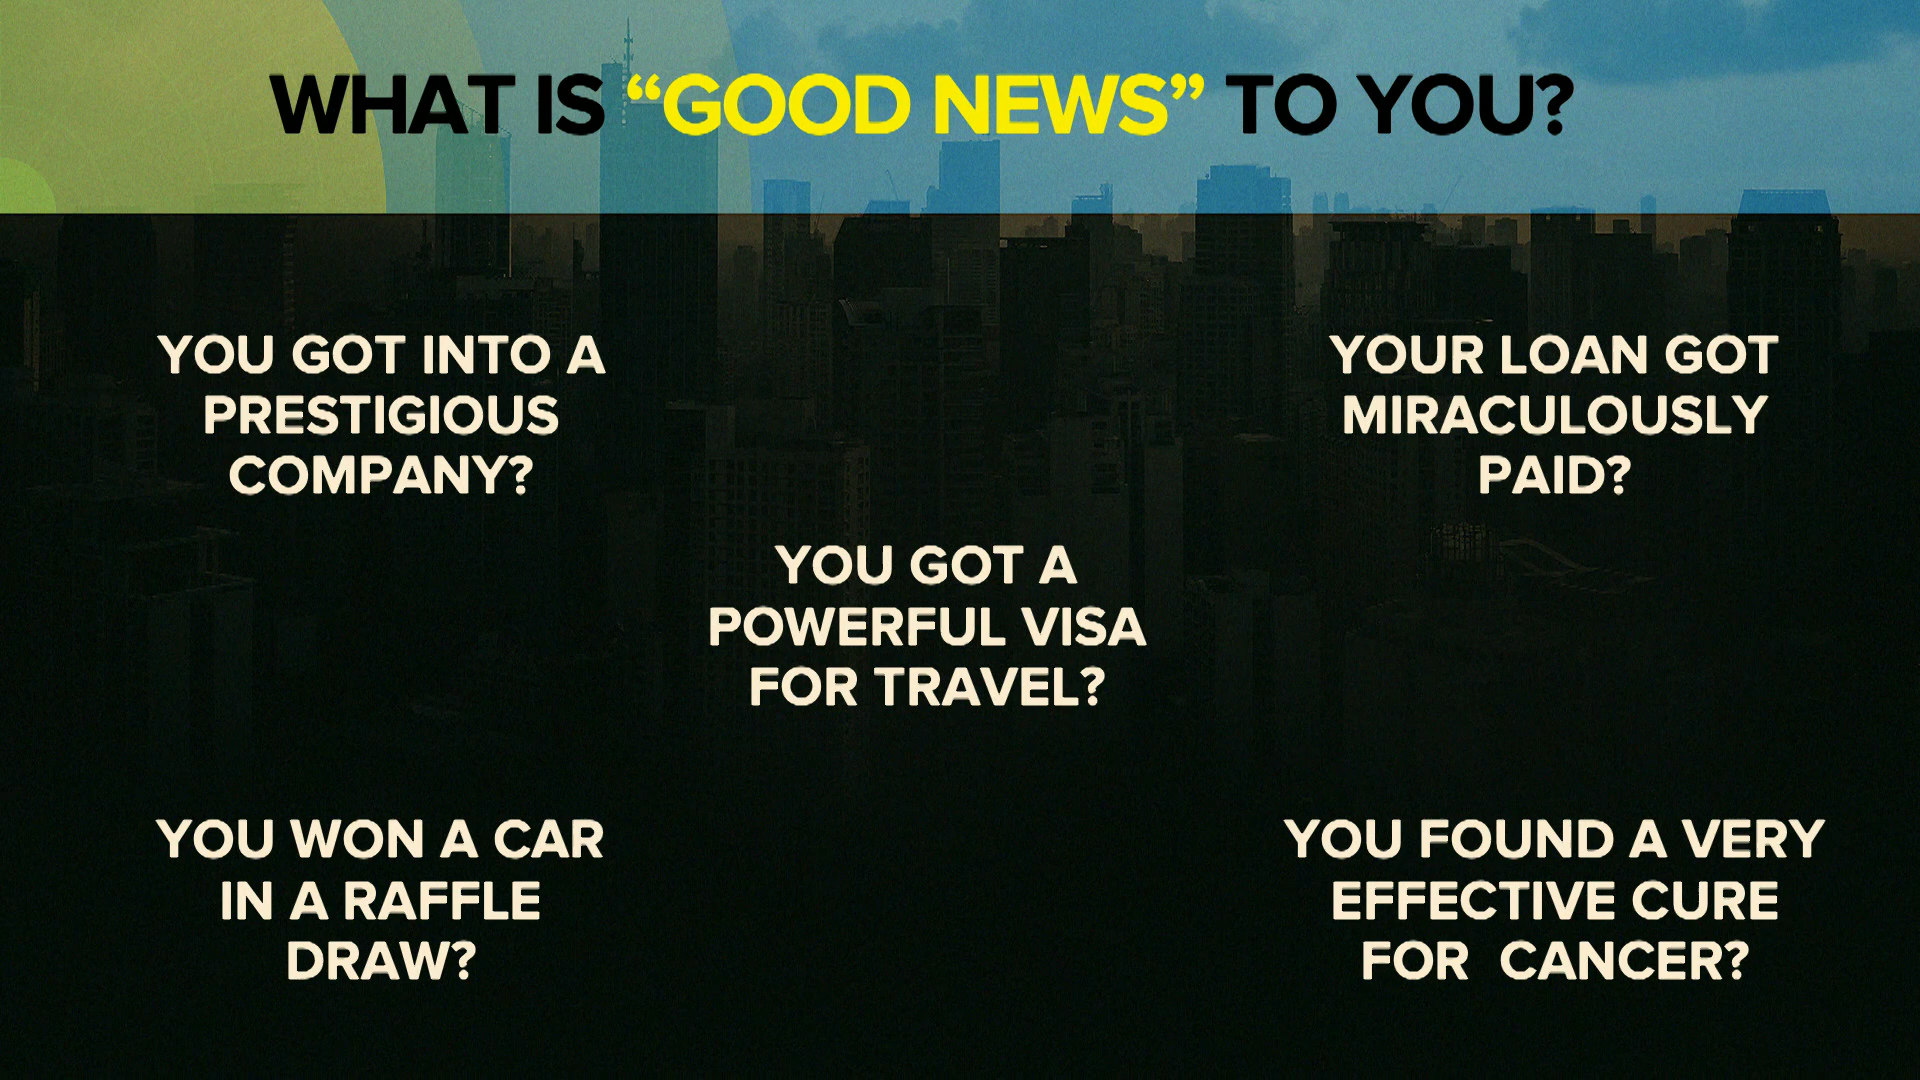 WHAT IS “GOOD NEWS” TO YOU?
YOU GOT INTO A
PRESTIGIOUS
COMPANY?
YOUR LOAN GOT
MIRACULOUSLY
PAID?
YOU GOT A
POWERFUL VISA
FOR TRAVEL?
YOU WON A CAR
IN A RAFFLE
DRAW?
YOU FOUND A VERY
EFFECTIVE CURE
FOR  CANCER?